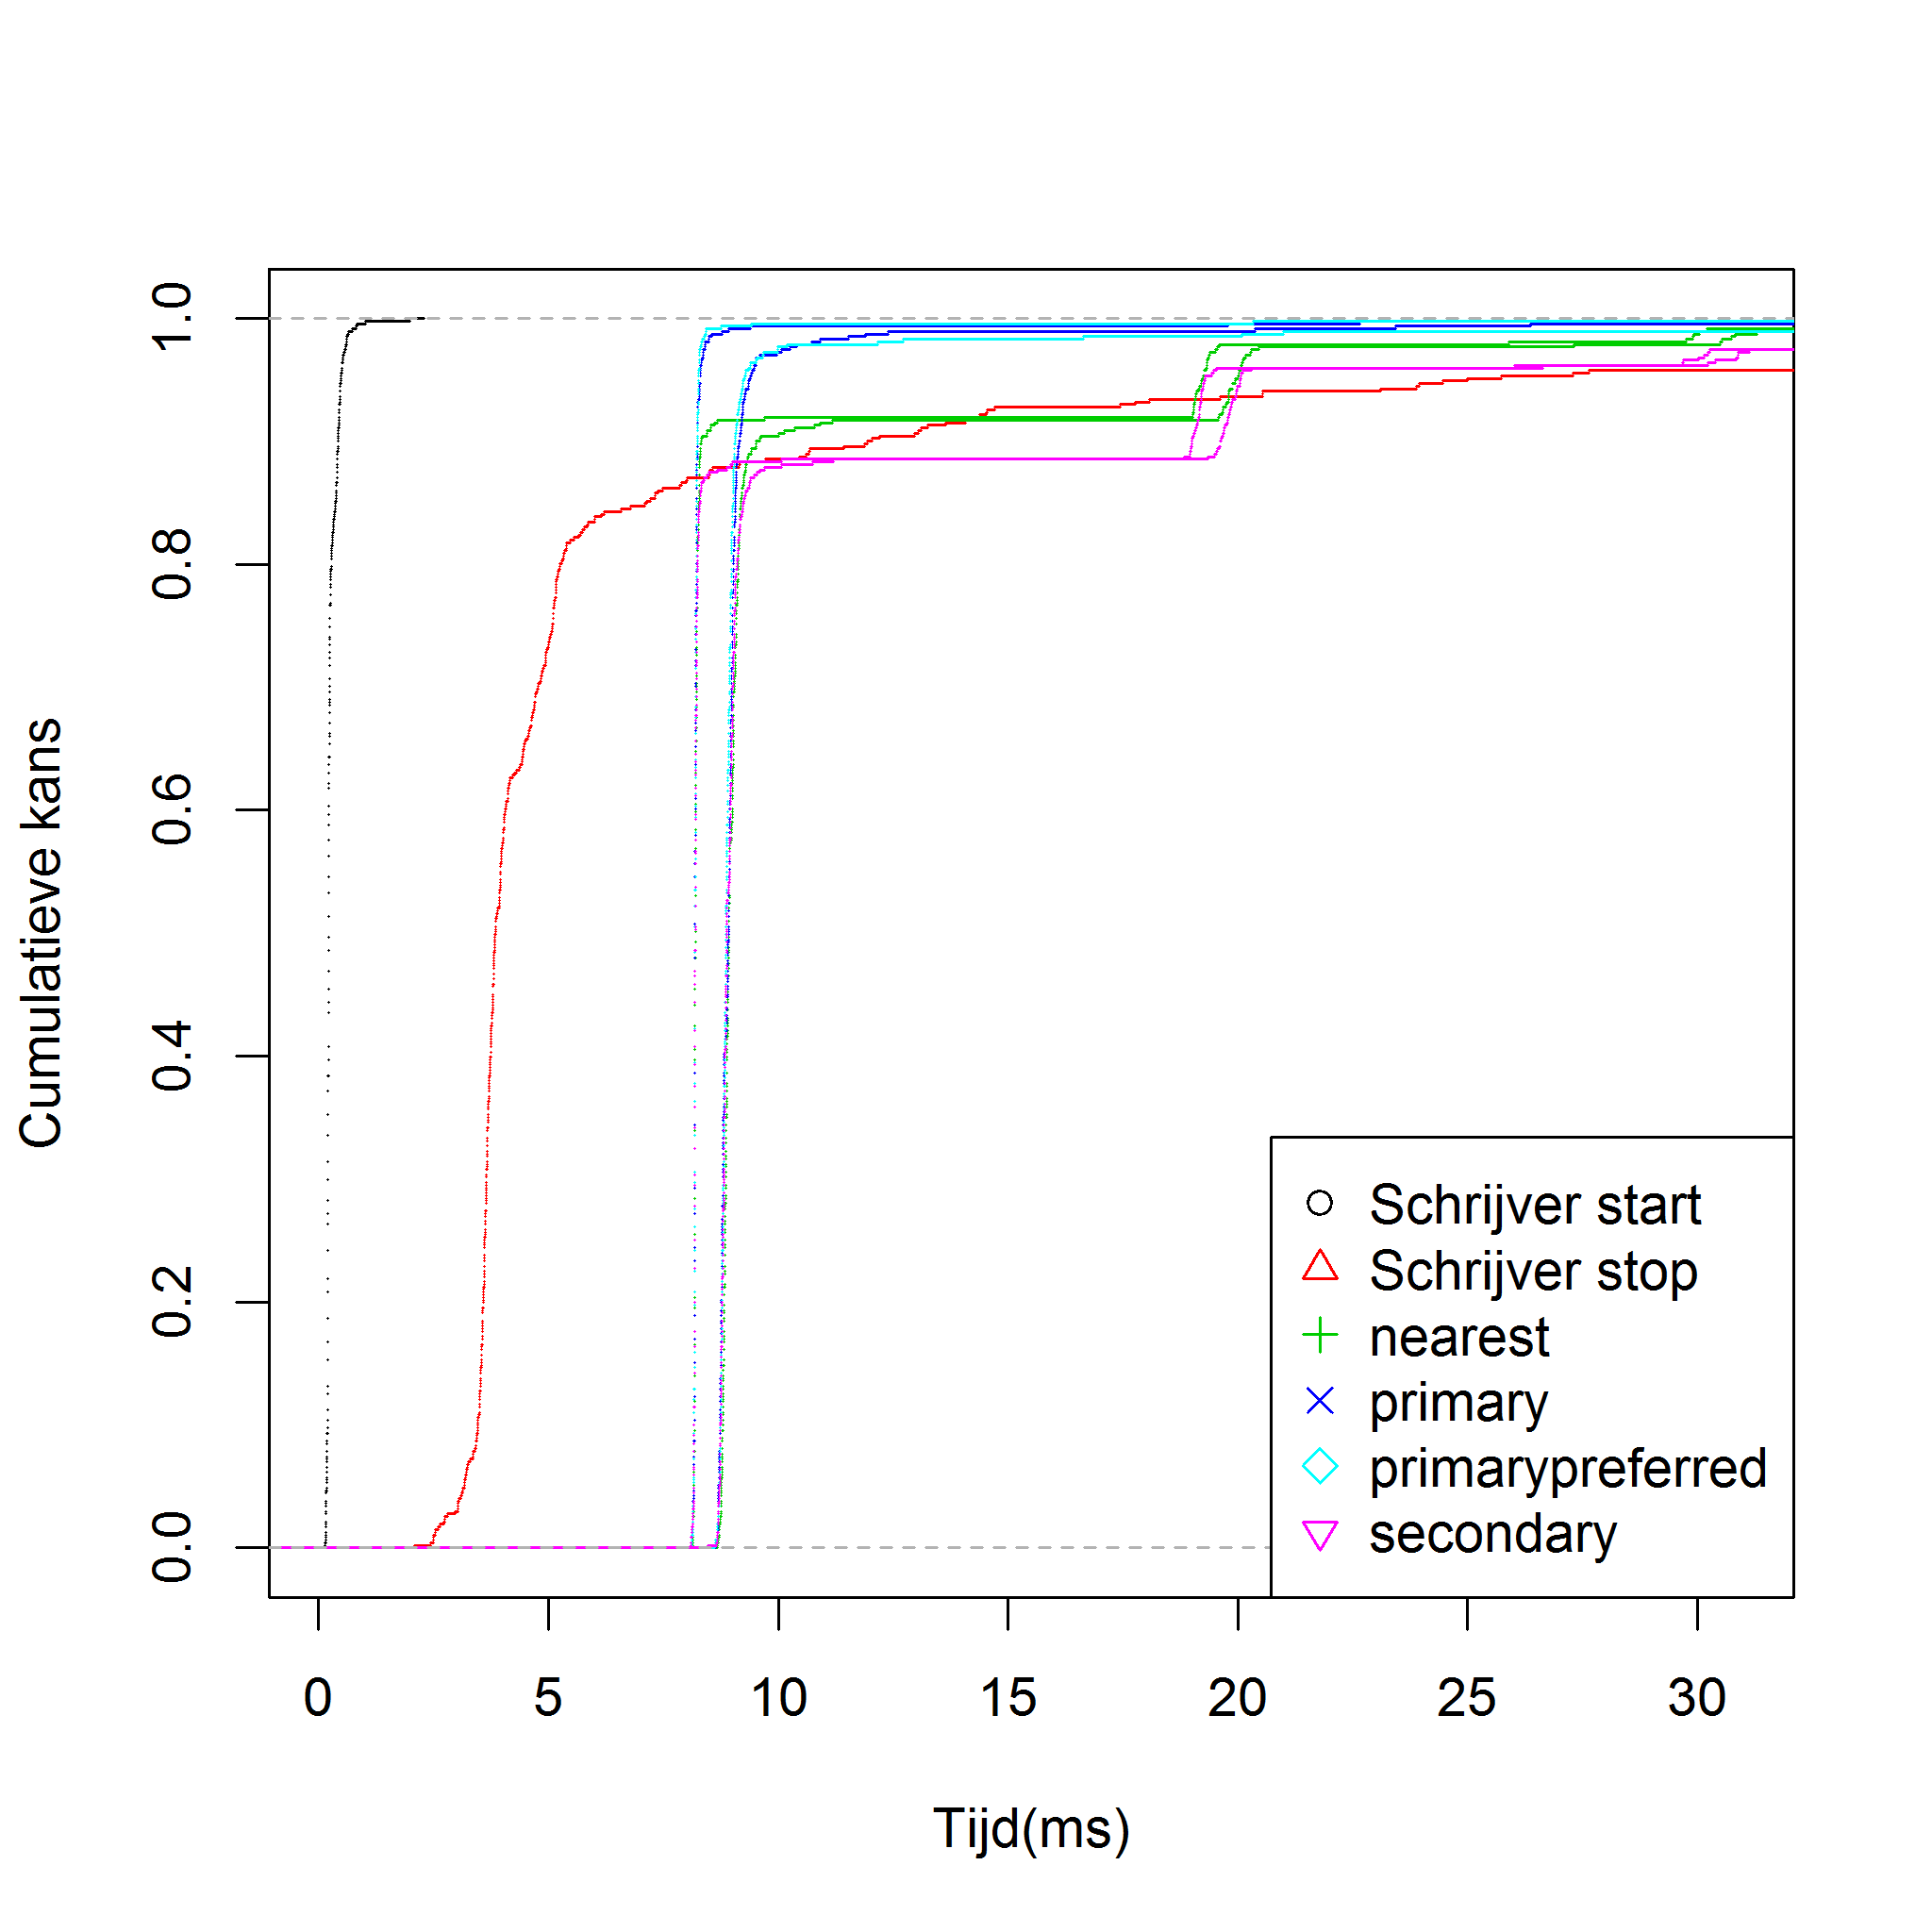 Cumulatieve kans
1.0
0.8
0.6
0.4
0.2
0.0
Schrijver start
Schrijver stop
nearest
primary
primarypreferred
secondary
0 5 10 15 20 25 30
Tijd(ms)